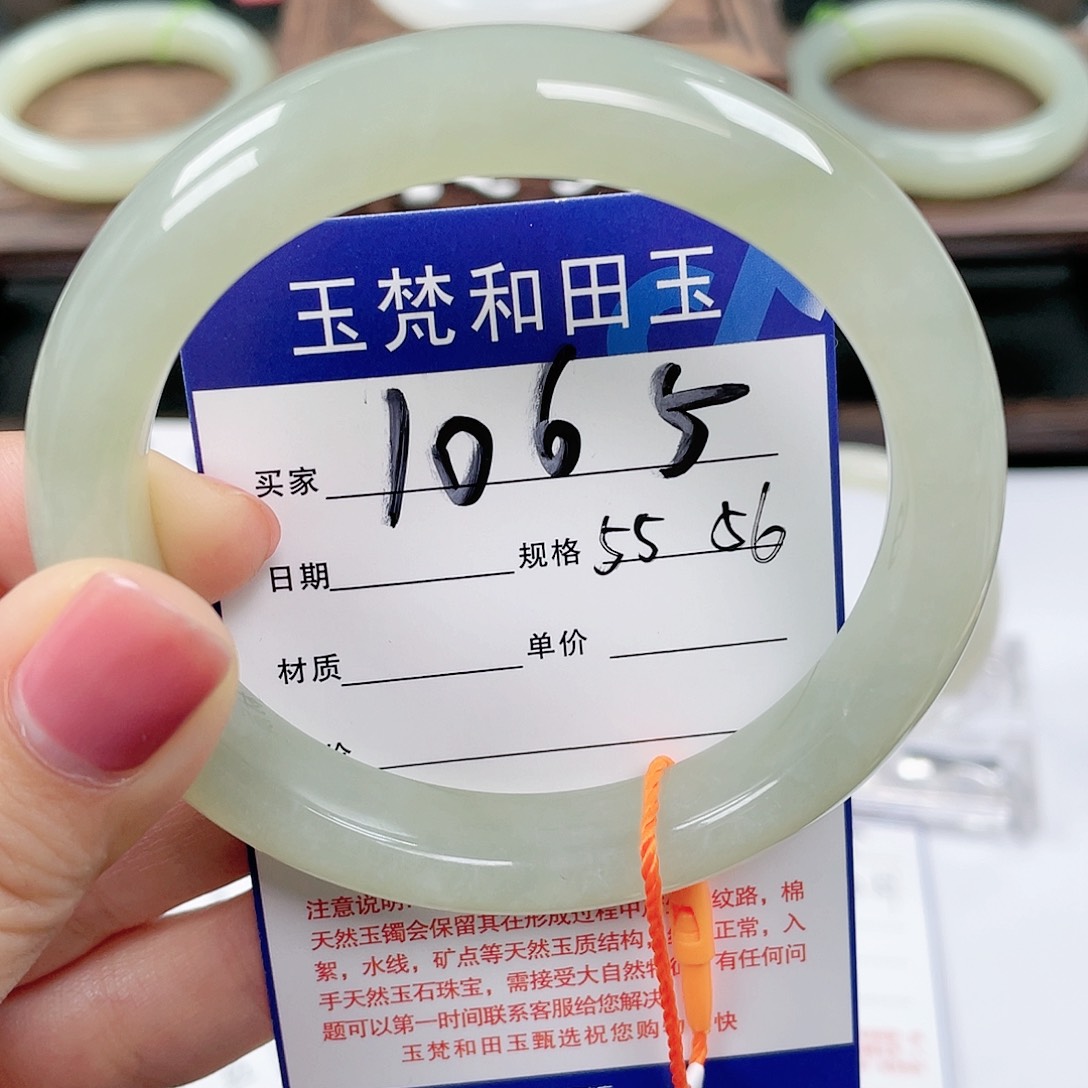 玉梵和田玉
买家 1065
日期 规格 55 56
材质 单价
注意说明
天然玉镯会保留其在形成过程中 纹路，棉
絮，水线，矿点等天然玉质结构， 正常，入
手天然玉石珠宝，需接受大自然特 有任何问
题可以第一时间联系客服给您解决
玉梵和田玉甄选祝您购 快